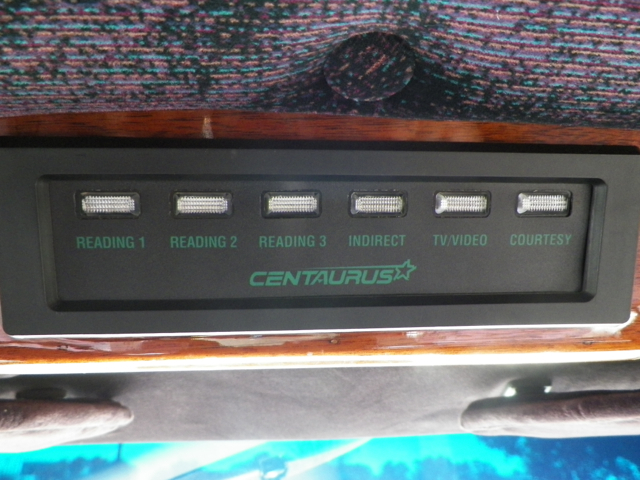 READING 1 READING 2 READING 3 INDIRECT TV/VIDEO COURTESY
CENTAURUS